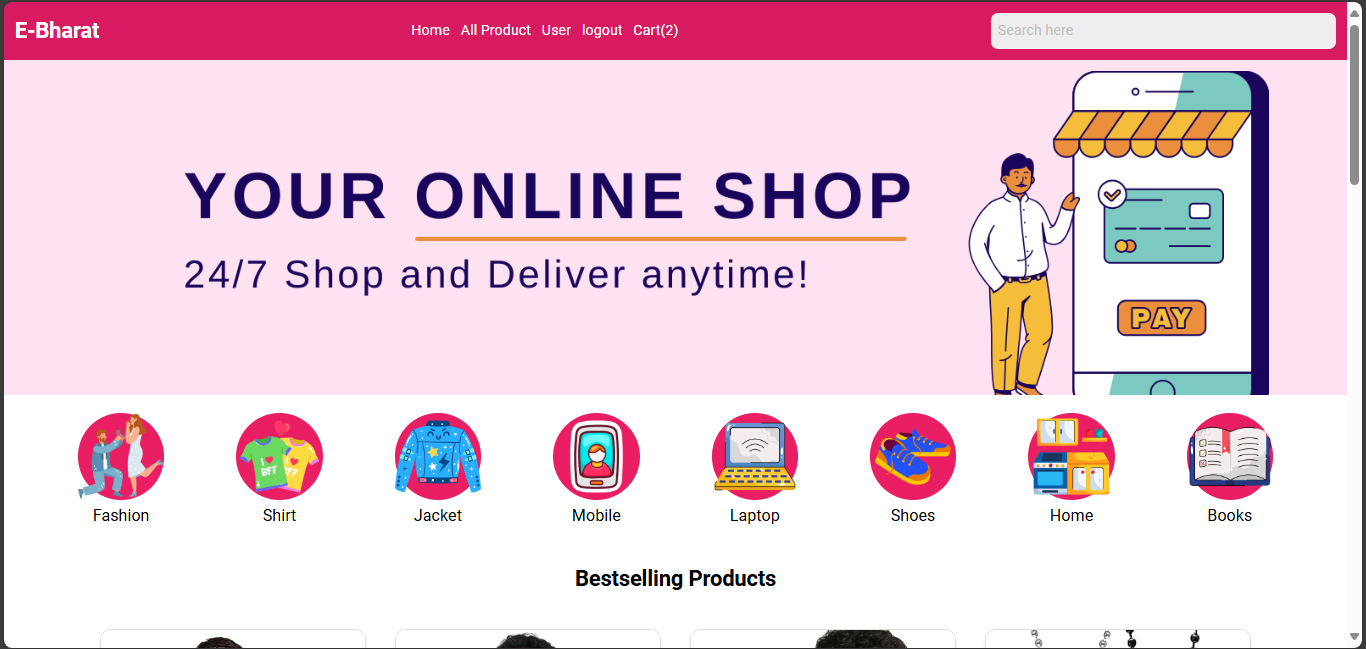 E-Bharat
Home All Product User logout Cart(2)
Search here
YOUR ONLINE SHOP
24/7 Shop and Deliver anytime!
PAY
I ❤ BFF
Fashion Shirt Jacket Mobile Laptop Shoes Home Books
Bestselling Products